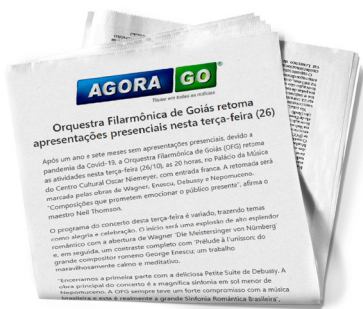 AGORA GO
Orquestra Filarmônica de Goiás retoma
apresentações presenciais nesta terça-feira (26)
Após um ano e sete meses sem apresentações presenciais, devido a
pandemia da Covid-19, a Orquestra Filarmônica de Goiás (OFG) retoma
as atividades nesta terça-feira (26/10), às 20 horas, no Palácio da Música
do Centro Cultural Oscar Niemeyer, com entrada franca. A retomada será
marcada pelas obras de Wagner, Enescu, Debussy e Nepomuceno.
"Composições que prometem emocionar o público presente", afirma o
maestro Neil Thomson.
O programa do concerto desta terça-feira é variado, trazendo temas
como alegria e celebração. O início será uma explosão de alto esplendor
romântico com a abertura de Wagner 'Die Meistersinger von Nürnberg'
e, em seguida, um contraste completo com 'Prélude à l'unisson', do
grande compositor romeno George Enescu; um trabalho
maravilhosamente calmo e meditativo.
"Encerramos a primeira parte com a deliciosa Petite Suite de Debussy. A
obra principal do concerto é a magnífica sinfonia em sol menor de
Nepomuceno. A OFG sempre teve um forte compromisso com a música
brasileira e esta é realmente a grande Sinfonia Romântica Brasileira",